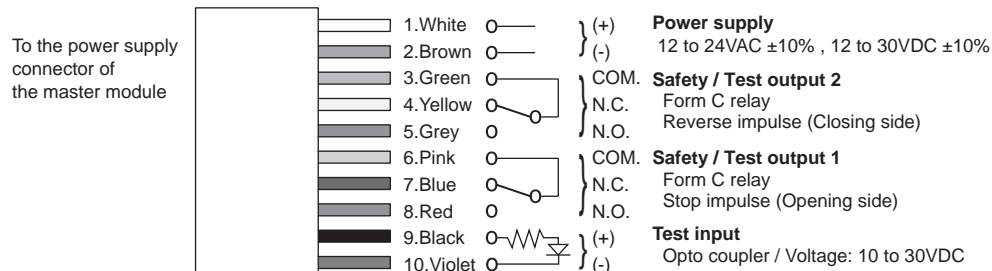 To the power supply
connector of
the master module
1.White (+) Power supply
2.Brown (-) 12 to 24VAC ±10% , 12 to 30VDC ±10%
3.Green COM. Safety / Test output 2
4.Yellow N.C. Form C relay
5.Grey N.O. Reverse impulse (Closing side)
6.Pink COM. Safety / Test output 1
7.Blue N.C. Form C relay
8.Red N.O. Stop impulse (Opening side)
9.Black (+) Test input
10.Violet (-) Opto coupler / Voltage: 10 to 30VDC